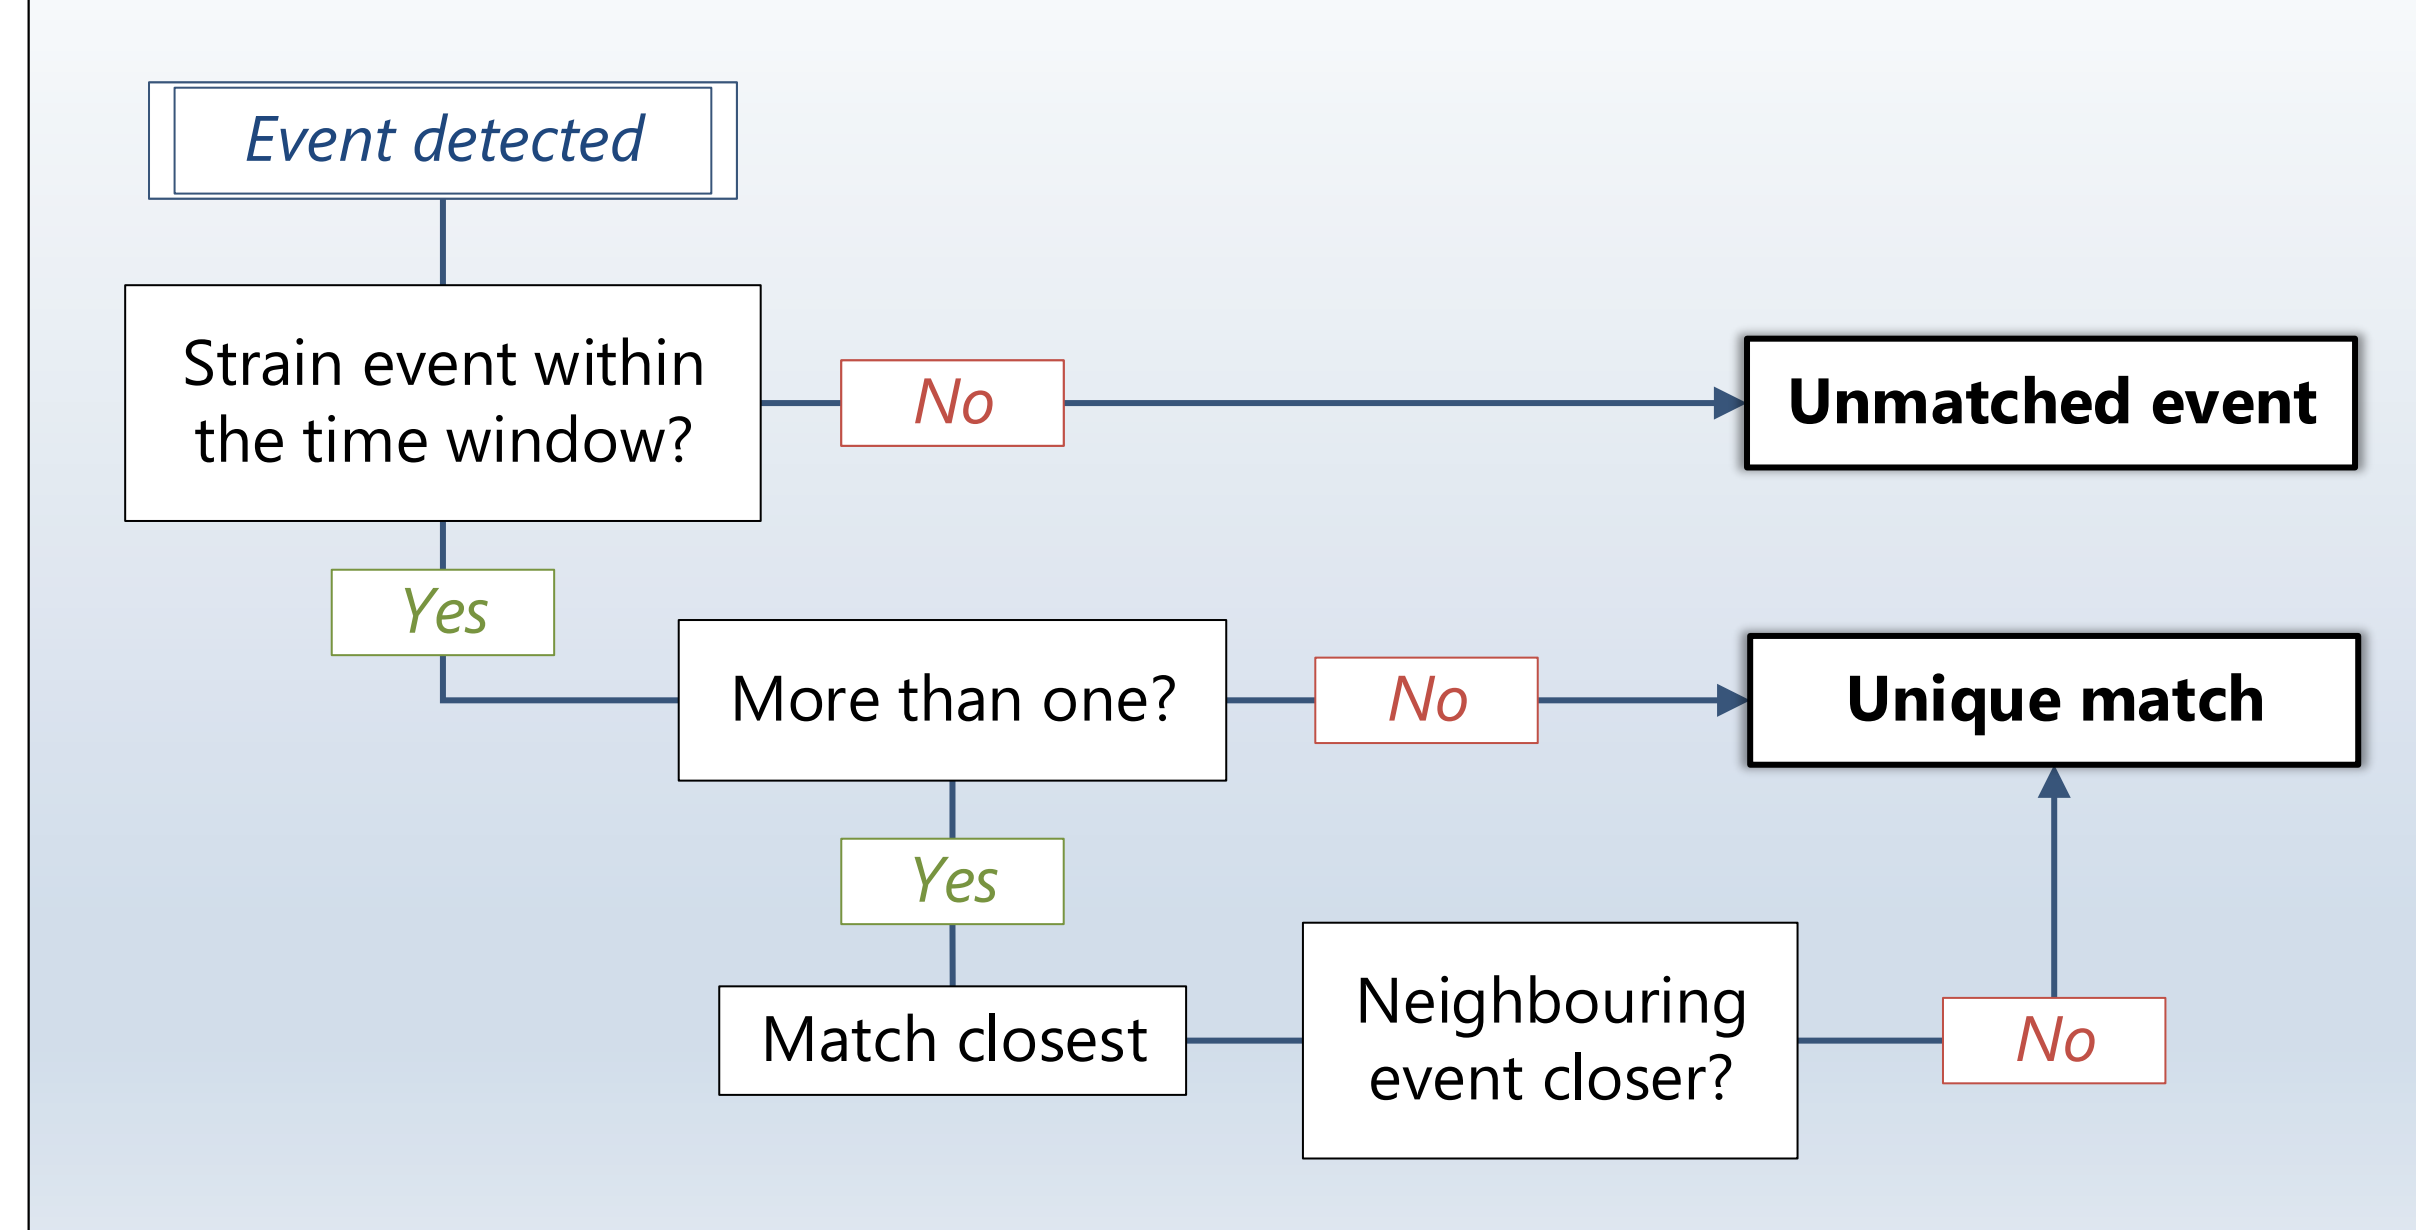 Event detected
Strain event within
the time window?
No
Unmatched event
Yes
More than one?
No
Unique match
Yes
Match closest
Neighbouring
event closer?
No